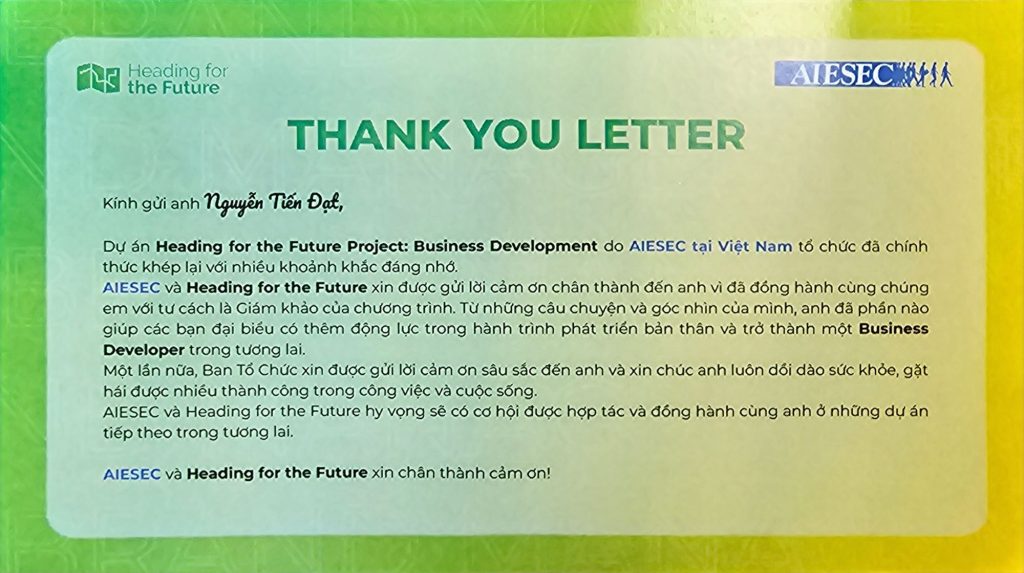 Heading for
the Future
AIESEC
THANK YOU LETTER
Kính gửi anh Nguyễn Tiến Đạt,
Dự án Heading for the Future Project: Business Development do AIESEC tại Việt Nam tổ chức đã chính
thức khép lại với nhiều khoảnh khắc đáng nhớ.
AIESEC và Heading for the Future xin được gửi lời cảm ơn chân thành đến anh vì đã đồng hành cùng chúng
em với tư cách là Giám khảo của chương trình. Từ những câu chuyện và góc nhìn của mình, anh đã phần nào
giúp các bạn đại biểu có thêm động lực trong hành trình phát triển bản thân và trở thành một Business
Developer trong tương lai.
Một lần nữa, Ban Tổ Chức xin được gửi lời cảm ơn sâu sắc đến anh và xin chúc anh luôn dồi dào sức khỏe, gặt
hái được nhiều thành công trong công việc và cuộc sống.
AIESEC và Heading for the Future hy vọng sẽ có cơ hội được hợp tác và đồng hành cùng anh ở những dự án
tiếp theo trong tương lai.
AIESEC và Heading for the Future xin chân thành cảm ơn!